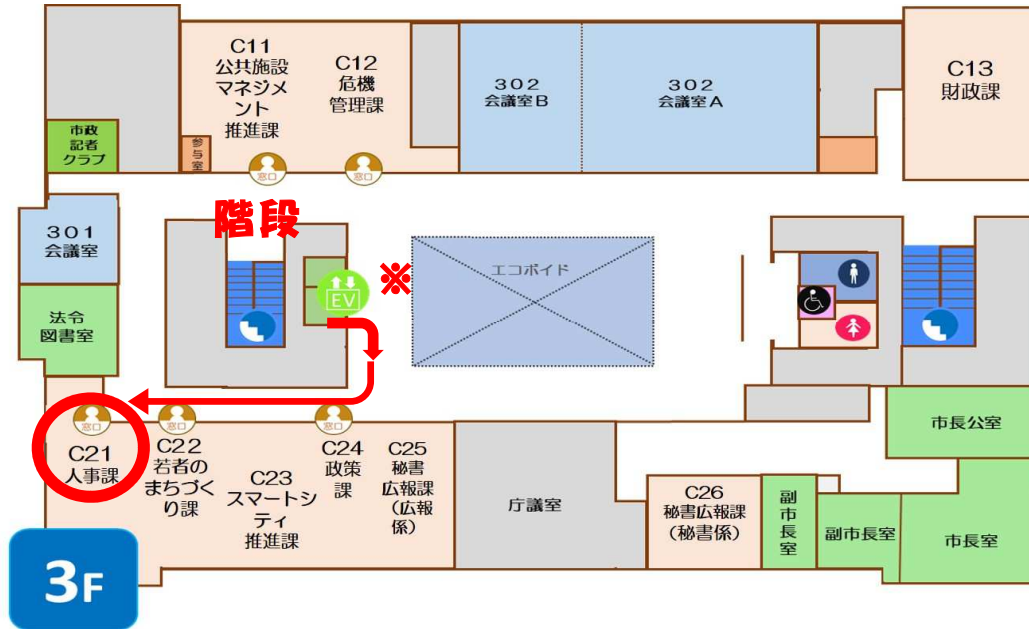 C11
公共施設
マネジメ
ント
推進課
C12
危機
管理課
302
会議室B
302
会議室A
C13
財政課
市政
記者
クラブ
参与室
窓口
窓口
階段
301
会議室
法令
図書室
EV
※
エコボイド
窓口
窓口
窓口
C21
人事課
C22
若者の
まちづく
り課
C23
スマートシ
ティ
推進課
C24
政策
課
C25
秘書
広報課
(広報
係)
庁議室
C26
秘書広報課
(秘書係)
副市長室
副市長室
市長公室
市長室
3F